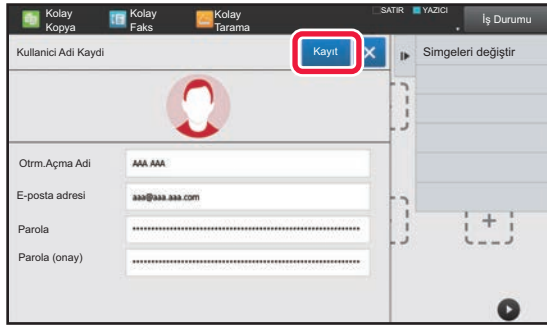 Kolay Kopya
Kolay Faks
Kolay Tarama
SATIR
YAZICI
İş Durumu
Kullanici Adi Kaydi
Kayıt
Simgeleri değiştir
Otrm.Açma Adi
AAA AAA
E-posta adresi
aaa@aaa.aaa.com
Parola
Parola (onay)